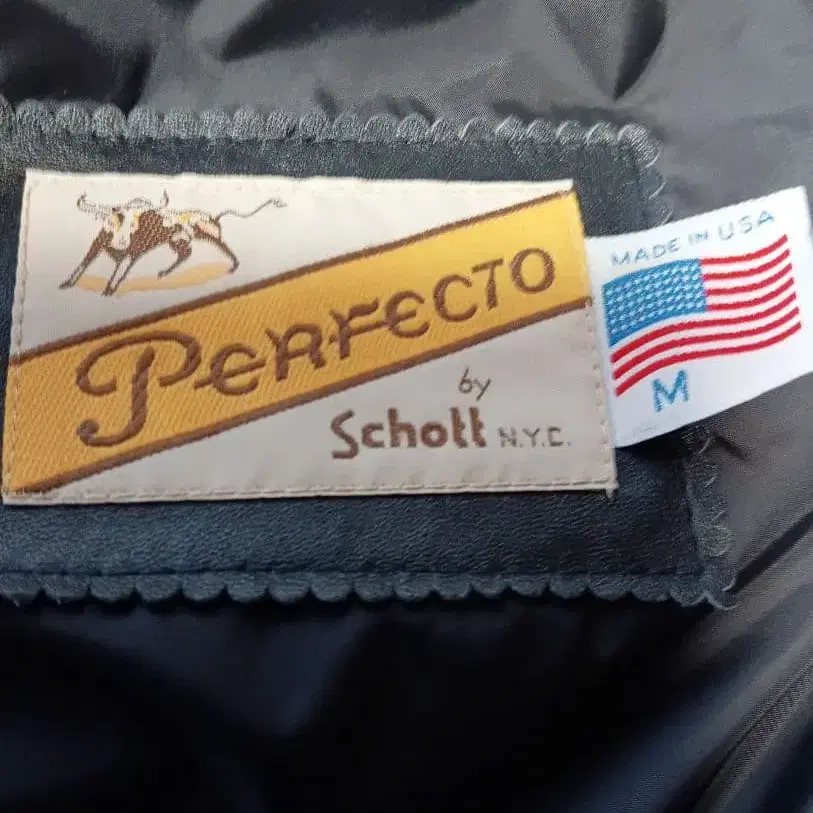 PERFECTO
by
Schott N.Y.C.
MADE IN USA
M